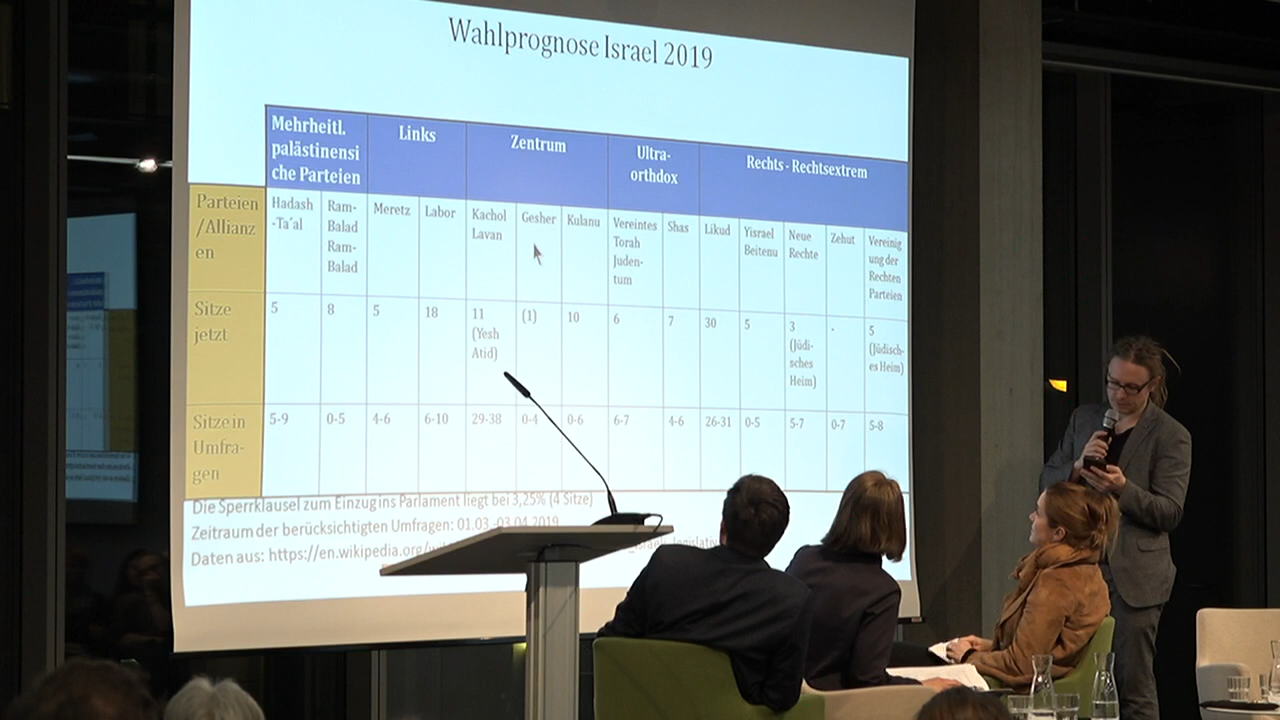 Wahlprognose Israel 2019
Mehrheitl. palästinensi che Parteien | Links | Zentrum | Ultra- orthdox | Rechts - Rechtsextrem
Parteien /Allianz en | Hadash -Ta´al | Ram- Balad Ram- Balad | Meretz | Labor | Kachol Lavan | Gesher | Kulanu | Vereintes Torah Juden- tum | Shas | Likud | Yisrael Beitenu | Neue Rechte | Zehut | Vereinig ung der Rechten Parteien
Sitze jetzt | 5 | 8 | 5 | 18 | 11 (Yesh Atid) | (1) | 10 | 6 | 7 | 30 | 5 | 3 (Jüdi- sches Heim) | - | 5 (Jüdisch- es Heim)
Sitze in Umfra- gen | 5-9 | 0-5 | 4-6 | 6-10 | 29-38 | 0-4 | 0-6 | 6-7 | 4-6 | 26-31 | 0-5 | 5-7 | 0-7 | 5-8
Die Sperrklausel zum Einzug ins Parlament liegt bei 3,25% (4 Sitze)
Zeitraum der berücksichtigten Umfragen: 01.03.-03.04.2019
Daten aus: https://en.wikipedia.org/